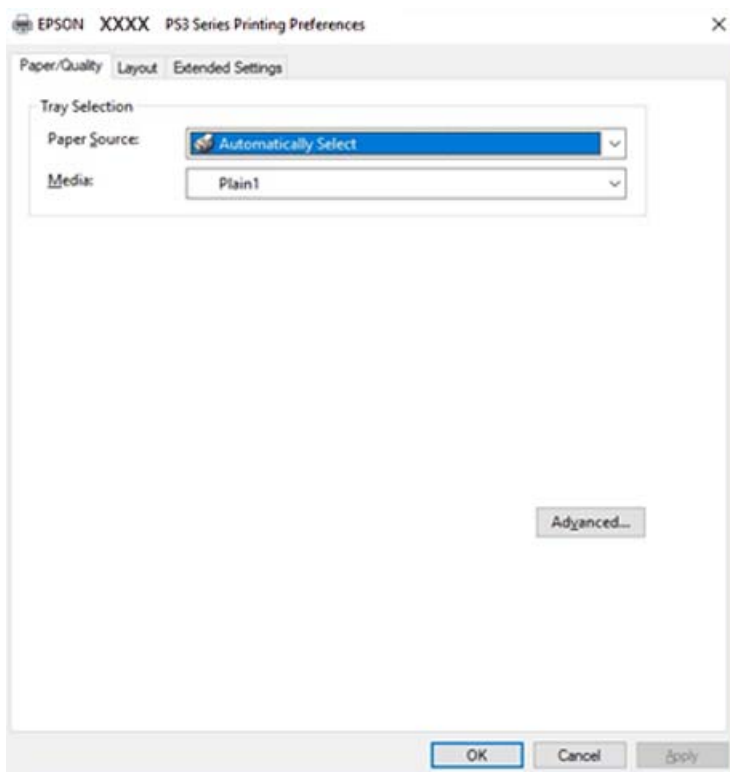 EPSON XXXX PS3 Series Printing Preferences
Paper/Quality Layout Extended Settings
Tray Selection
Paper Source: Automatically Select
Media: Plain1
Advanced...
OK Cancel Apply